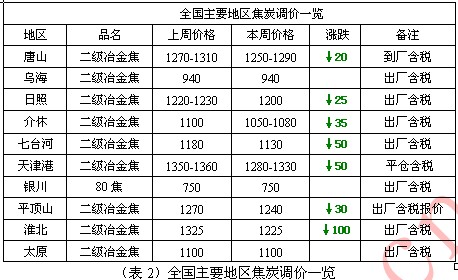 全国主要地区焦炭调价一览
地区 品名 上周价格 本周价格 涨跌 备注
唐山 二级冶金焦 1270-1310 1250-1290 ↓20 到厂含税
乌海 二级冶金焦 940 940 出厂含税
日照 二级冶金焦 1220-1230 1200 ↓25 出厂含税
介休 二级冶金焦 1100 1050-1080 ↓35 出厂含税
七台河 二级冶金焦 1180 1130 ↓50 出厂含税
天津港 二级冶金焦 1350-1360 1280-1330 ↓50 平仓含税
银川 80焦 750 750 出厂含税
平顶山 二级冶金焦 1270 1240 ↓30 出厂含税报价
淮北 二级冶金焦 1325 1225 ↓100 出厂含税
太原 二级冶金焦 1100 1100 出厂含税
（表 2）全国主要地区焦炭调价一览